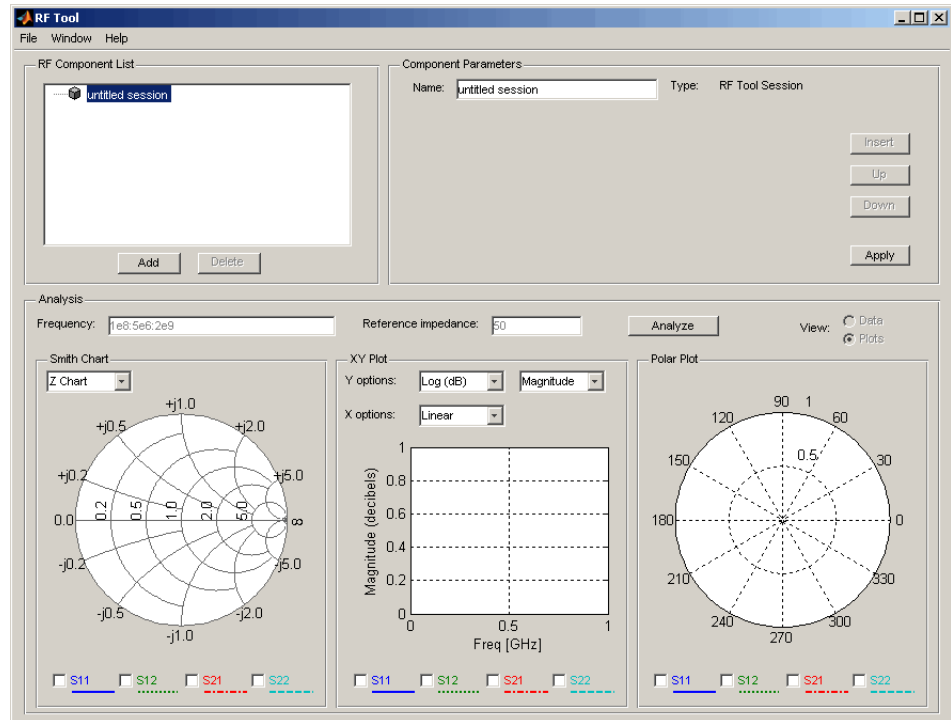 RF Tool
File Window Help
RF Component List
untitled session
Add
Delete
Component Parameters
Name: untitled session
Type: RF Tool Session
Insert
Up
Down
Apply
Analysis
Frequency: 1e8:5e6:2e9
Reference impedance: 50
Analyze
View: Data
Plots
Smith Chart
Z Chart
+j1.0
+j0.5 +j2.0
+j0.2 +j5.0
0.0 0.2 0.5 1.0 2.0 5.0 ∞
-j0.2 -j5.0
-j0.5 -j2.0
-j1.0
S11 S12 S21 S22
XY Plot
Y options: Log (dB) Magnitude
X options: Linear
Magnitude (decibels)
1
0.8
0.6
0.4
0.2
0
0 0.5 1
Freq [GHz]
S11 S12 S21 S22
Polar Plot
90 1
120 60
0.5
150 30
180 0
210 330
240 300
270
S11 S12 S21 S22